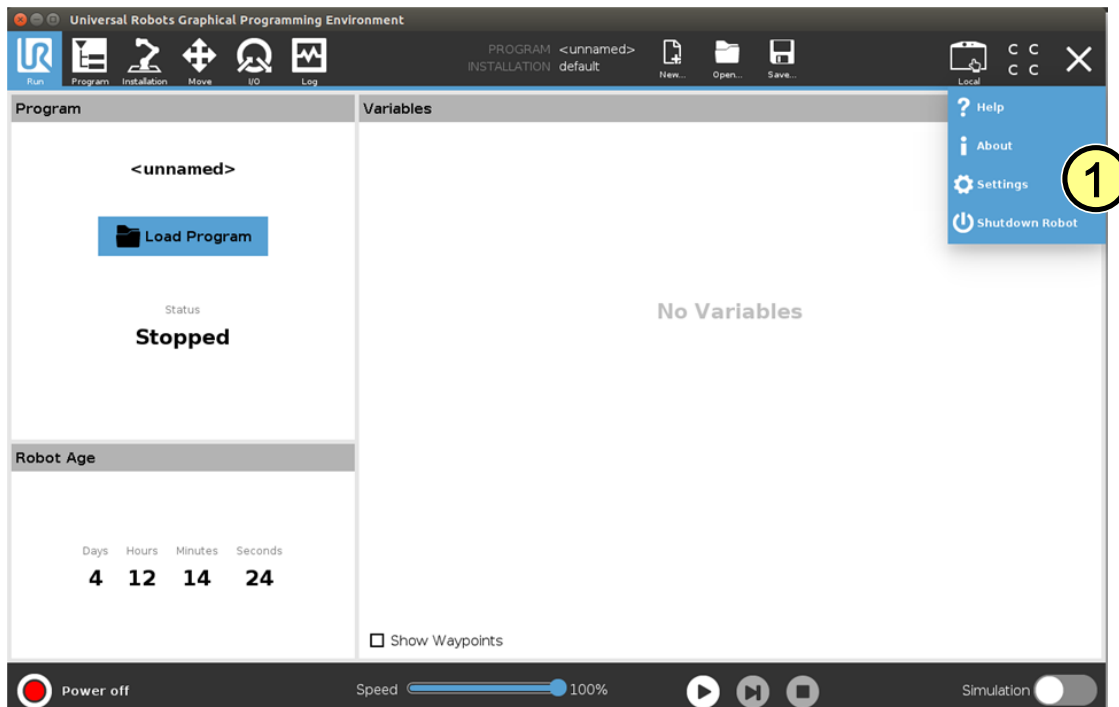 Universal Robots Graphical Programming Environment
UR
Run
Program
Installation
Move
I/O
Log
PROGRAM <unnamed>
INSTALLATION default
New...
Open...
Save...
Local
C C
C C
Program
<unnamed>
Load Program
Status
Stopped
Robot Age
Days Hours Minutes Seconds
4 12 14 24
Variables
No Variables
Show Waypoints
? Help
i About
Settings
Shutdown Robot
1
Power off
Speed 100%
Simulation